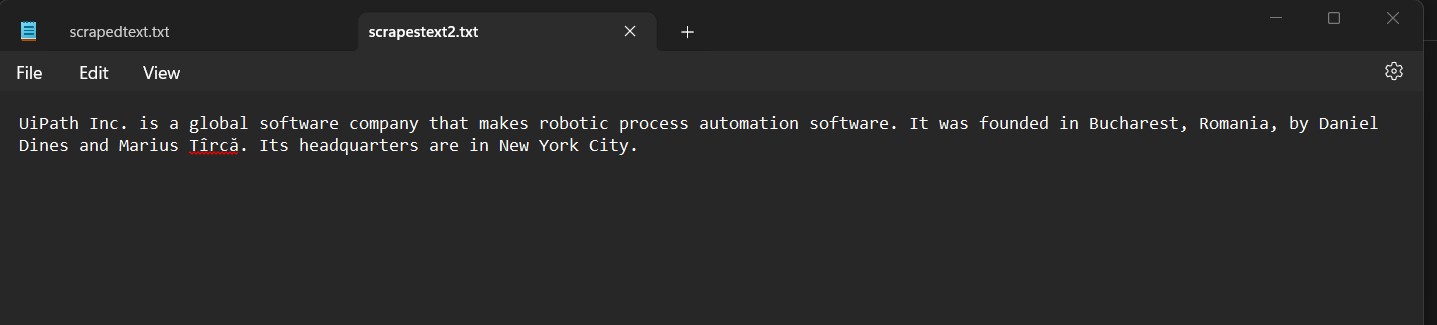 scrapedtext.txt scrapestext2.txt
File Edit View
UiPath Inc. is a global software company that makes robotic process automation software. It was founded in Bucharest, Romania, by Daniel
Dines and Marius Tîrcă. Its headquarters are in New York City.